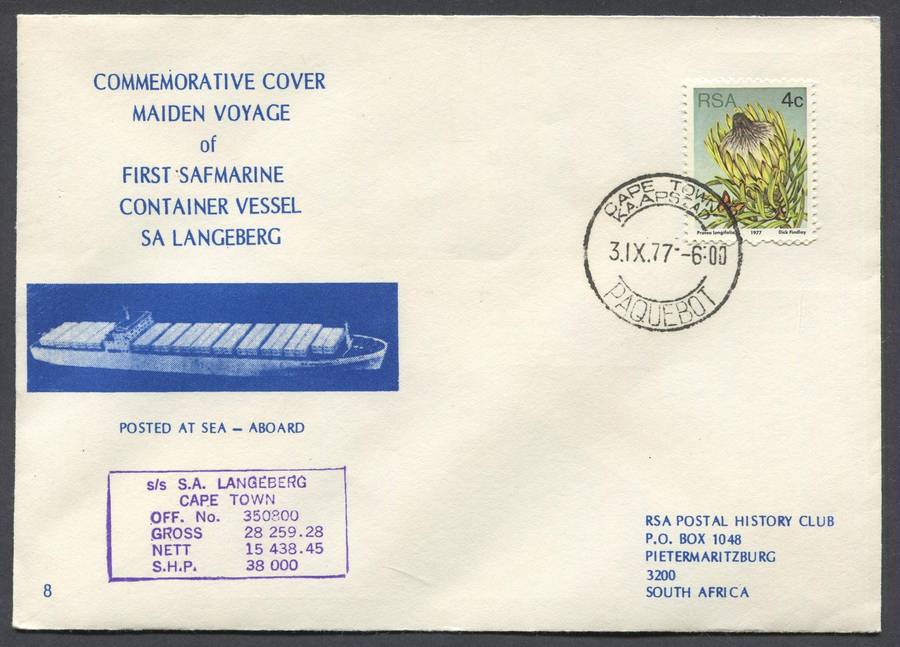 COMMEMORATIVE COVER
MAIDEN VOYAGE
of
FIRST SAFMARINE
CONTAINER VESSEL
SA LANGEBERG
RSA 4c
Protea longifolia 1977 Dick Findlay
CAPE TOWN
KAAPSTAD
3.IX.77--6:00
PAQUEBOT
POSTED AT SEA – ABOARD
s/s S.A. LANGEBERG
CAPE TOWN
OFF. No. 350800
GROSS 28 259.28
NETT 15 438.45
S.H.P. 38 000
8
RSA POSTAL HISTORY CLUB
P.O. BOX 1048
PIETERMARITZBURG
3200
SOUTH AFRICA